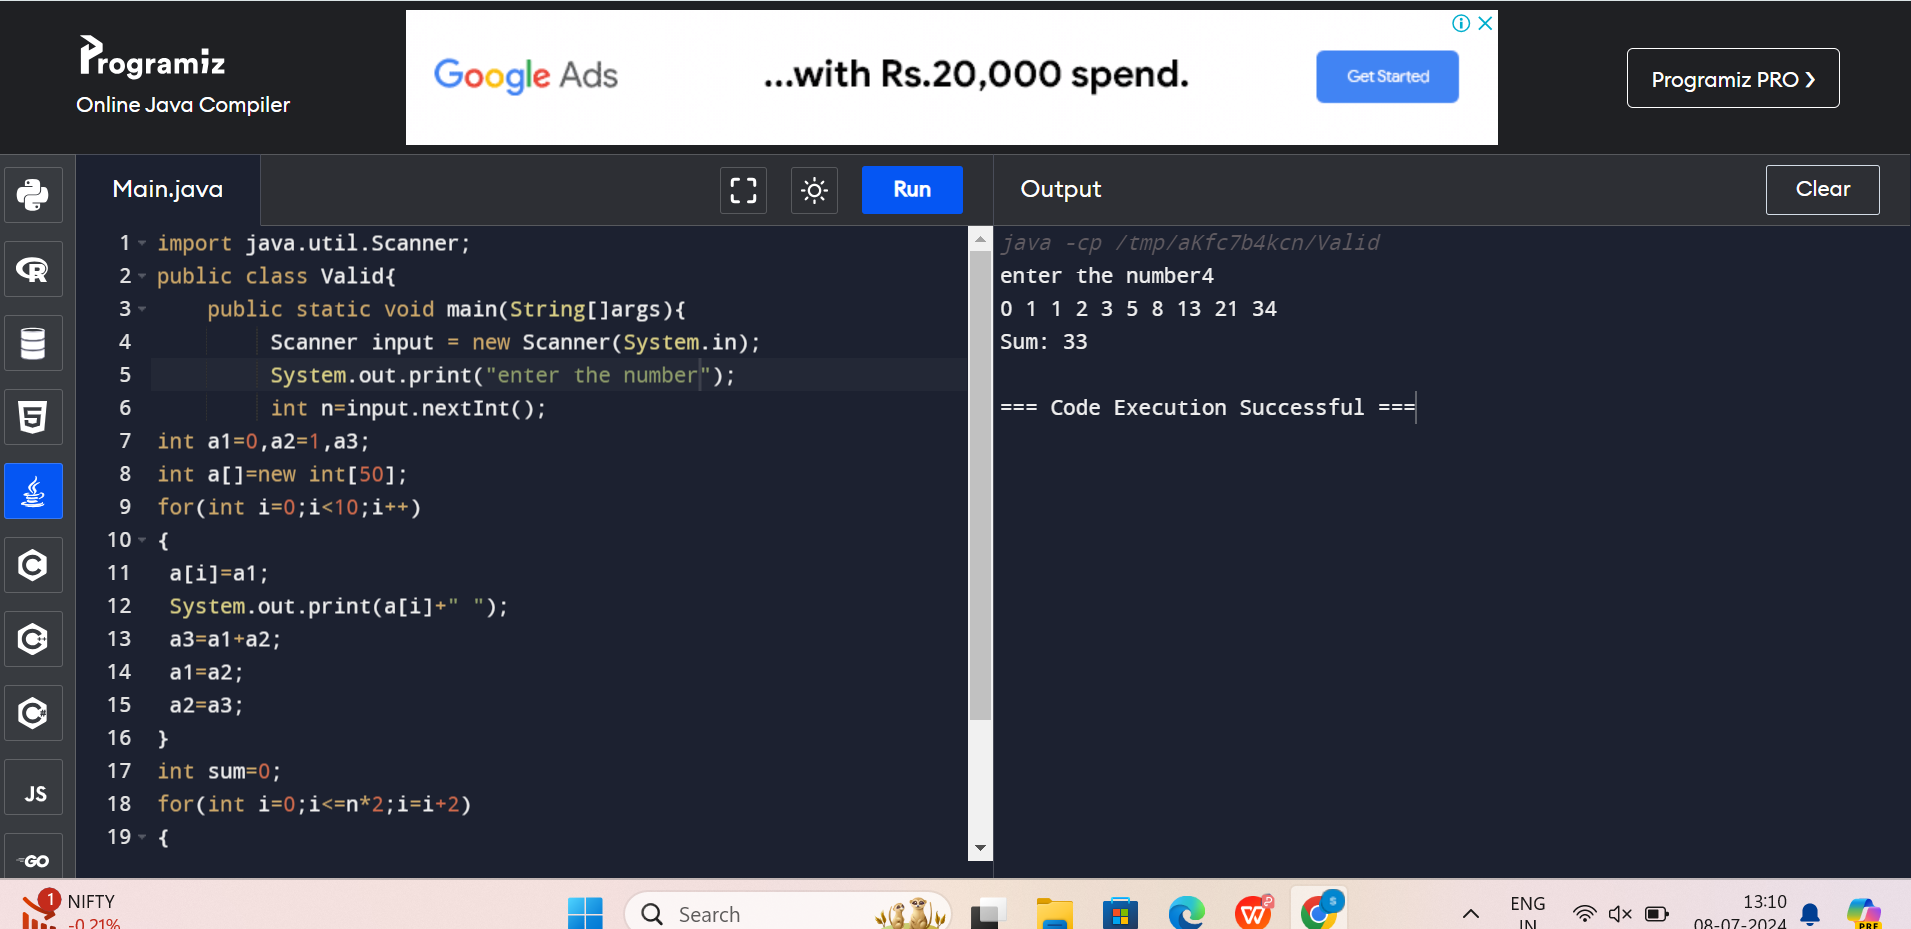 Programiz
Online Java Compiler
Google Ads
...with Rs.20,000 spend.
Get Started
Programiz PRO ❯
Main.java
Run
Output
Clear
1 import java.util.Scanner;
2 public class Valid{
3 public static void main(String[]args){
4 Scanner input = new Scanner(System.in);
5 System.out.print("enter the number");
6 int n=input.nextInt();
7 int a1=0,a2=1,a3;
8 int a[]=new int[50];
9 for(int i=0;i<10;i++)
10 {
11 a[i]=a1;
12 System.out.print(a[i]+" ");
13 a3=a1+a2;
14 a1=a2;
15 a2=a3;
16 }
17 int sum=0;
18 for(int i=0;i<=n*2;i=i+2)
19 {
java -cp /tmp/aKfc7b4kcn/Valid
enter the number4
0 1 1 2 3 5 8 13 21 34
Sum: 33
=== Code Execution Successful ===
R
5
C
C++
C#
JS
GO
1
NIFTY
-0.21%
Search
W
P
S
ENG
IN
13:10
08-07-2024
PRE